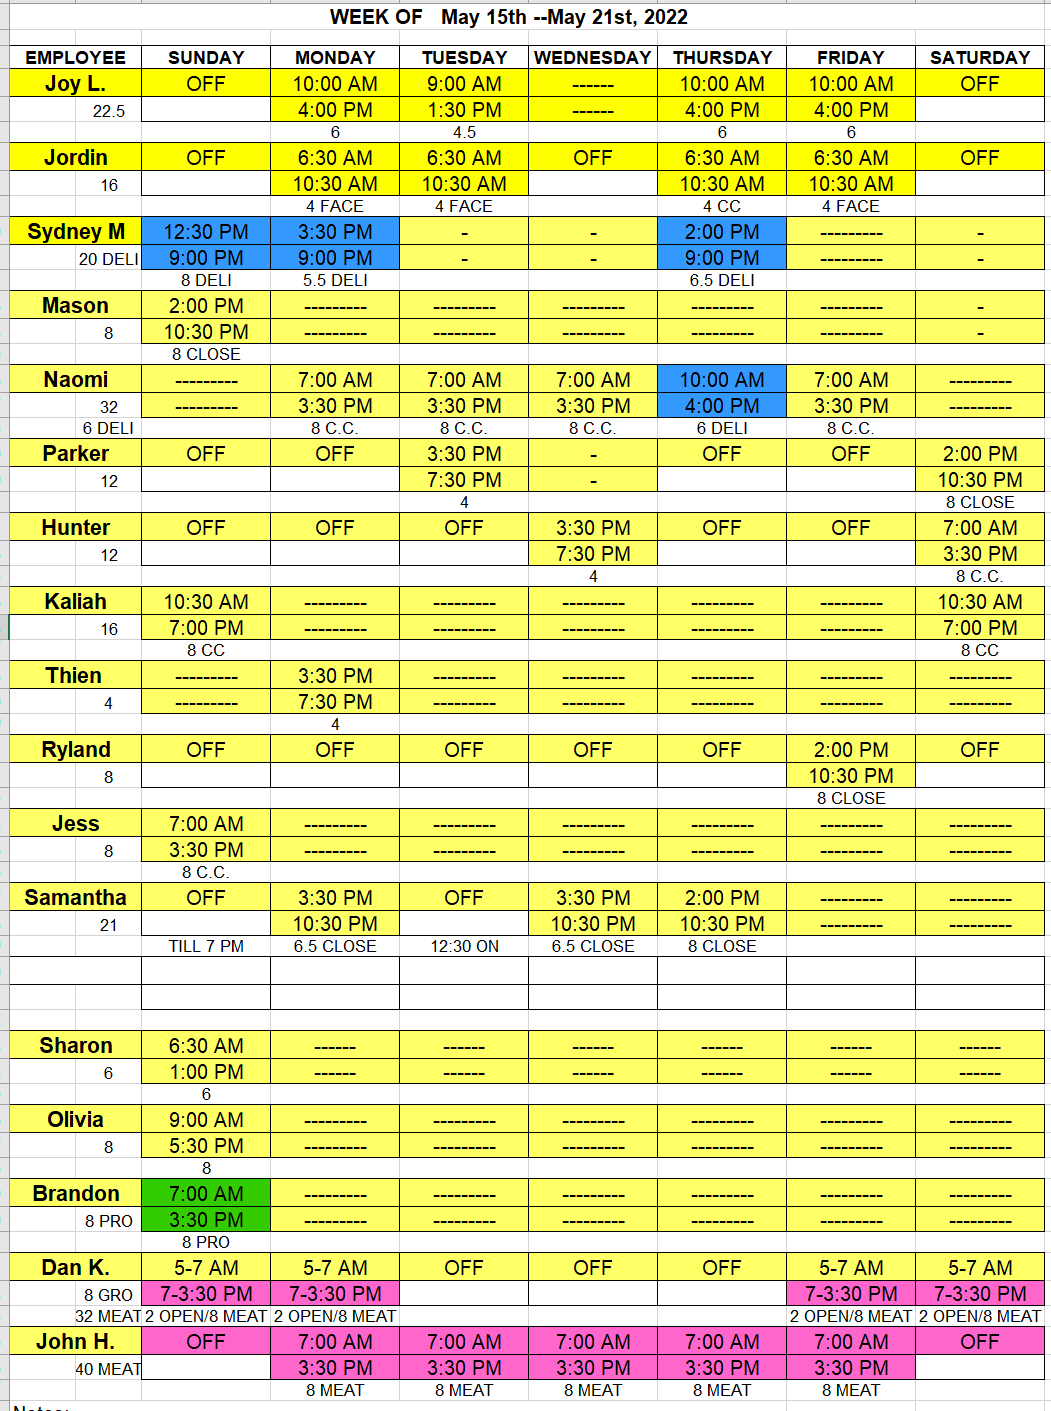 WEEK OF May 15th --May 21st, 2022
EMPLOYEE SUNDAY MONDAY TUESDAY WEDNESDAY THURSDAY FRIDAY SATURDAY
Joy L. OFF 10:00 AM 9:00 AM ------ 10:00 AM 10:00 AM OFF
22.5 4:00 PM 1:30 PM ------ 4:00 PM 4:00 PM
6 4.5 6 6
Jordin OFF 6:30 AM 6:30 AM OFF 6:30 AM 6:30 AM OFF
16 10:30 AM 10:30 AM 10:30 AM 10:30 AM
4 FACE 4 FACE 4 CC 4 FACE
Sydney M 12:30 PM 3:30 PM - - 2:00 PM --------- -
20 DELI 9:00 PM 9:00 PM - - 9:00 PM --------- -
8 DELI 5.5 DELI 6.5 DELI
Mason 2:00 PM --------- --------- --------- --------- --------- -
8 10:30 PM --------- --------- --------- --------- --------- -
8 CLOSE
Naomi --------- 7:00 AM 7:00 AM 7:00 AM 10:00 AM 7:00 AM ---------
32 --------- 3:30 PM 3:30 PM 3:30 PM 4:00 PM 3:30 PM ---------
6 DELI 8 C.C. 8 C.C. 8 C.C. 6 DELI 8 C.C.
Parker OFF OFF 3:30 PM - OFF OFF 2:00 PM
12 7:30 PM - 10:30 PM
4 8 CLOSE
Hunter OFF OFF OFF 3:30 PM OFF OFF 7:00 AM
12 7:30 PM 3:30 PM
4 8 C.C.
Kaliah 10:30 AM --------- --------- --------- --------- --------- 10:30 AM
16 7:00 PM --------- --------- --------- --------- --------- 7:00 PM
8 CC 8 CC
Thien --------- 3:30 PM --------- --------- --------- --------- ---------
4 --------- 7:30 PM --------- --------- --------- --------- ---------
4
Ryland OFF OFF OFF OFF OFF 2:00 PM OFF
8 10:30 PM
8 CLOSE
Jess 7:00 AM --------- --------- --------- --------- --------- ---------
8 3:30 PM --------- --------- --------- --------- --------- ---------
8 C.C.
Samantha OFF 3:30 PM OFF 3:30 PM 2:00 PM --------- ---------
21 10:30 PM 10:30 PM 10:30 PM --------- ---------
TILL 7 PM 6.5 CLOSE 12:30 ON 6.5 CLOSE 8 CLOSE
Sharon 6:30 AM ------ ------ ------ ------ ------ ------
6 1:00 PM ------ ------ ------ ------ ------ ------
6
Olivia 9:00 AM --------- --------- --------- --------- --------- ---------
8 5:30 PM --------- --------- --------- --------- --------- ---------
8
Brandon 7:00 AM --------- --------- --------- --------- --------- ---------
8 PRO 3:30 PM --------- --------- --------- --------- --------- ---------
8 PRO
Dan K. 5-7 AM 5-7 AM OFF OFF OFF 5-7 AM 5-7 AM
8 GRO 7-3:30 PM 7-3:30 PM 7-3:30 PM 7-3:30 PM
32 MEAT 2 OPEN/8 MEAT 2 OPEN/8 MEAT 2 OPEN/8 MEAT 2 OPEN/8 MEAT
John H. OFF 7:00 AM 7:00 AM 7:00 AM 7:00 AM 7:00 AM OFF
40 MEAT 3:30 PM 3:30 PM 3:30 PM 3:30 PM 3:30 PM
8 MEAT 8 MEAT 8 MEAT 8 MEAT 8 MEAT